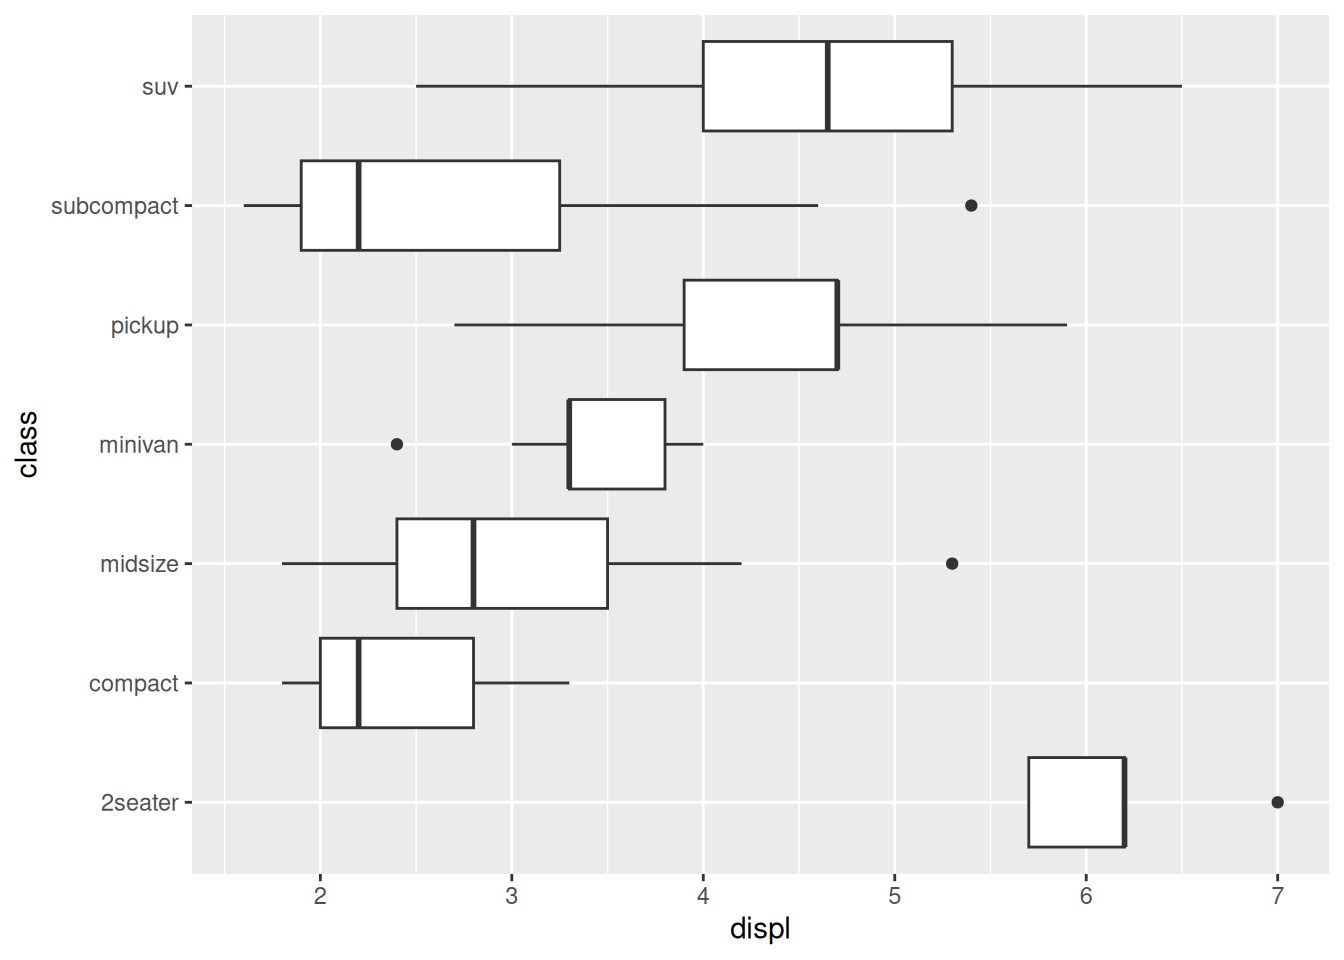 suv
subcompact
pickup
minivan
midsize
compact
2seater
class
2 3 4 5 6 7
displ